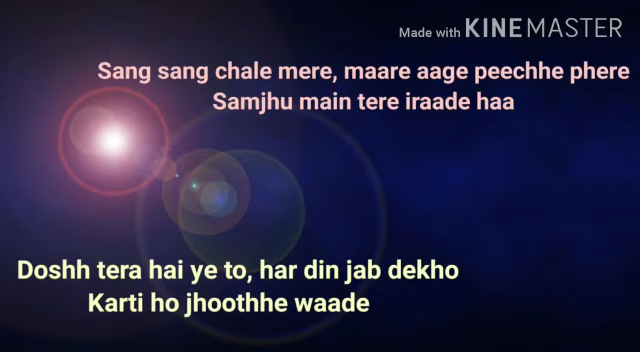 Made with KINEMASTER
Sang sang chale mere, maare aage peechhe phere
Samjhu main tere iraade haa
Doshh tera hai ye to, har din jab dekho
Karti ho jhoothhe waade